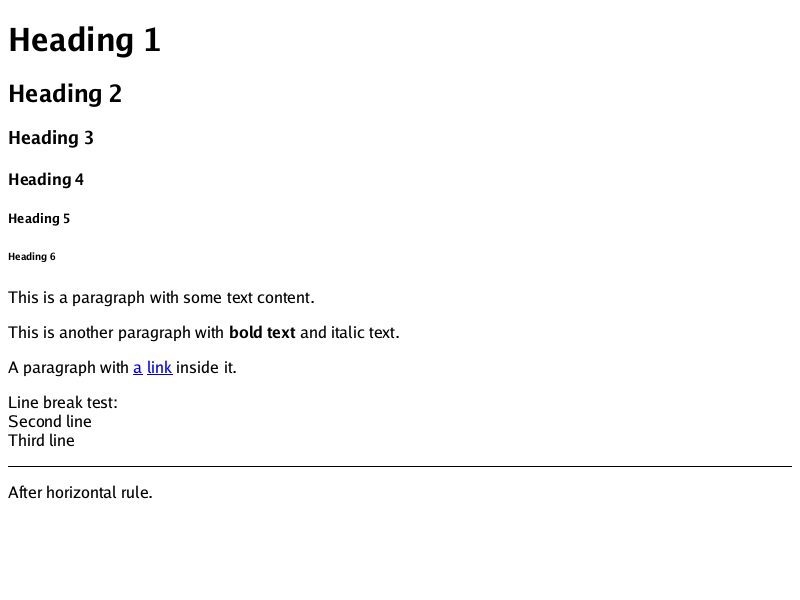 Heading 1
Heading 2
Heading 3
Heading 4
Heading 5
Heading 6
This is a paragraph with some text content.
This is another paragraph with bold text and italic text.
A paragraph with a link inside it.
Line break test:
Second line
Third line
After horizontal rule.